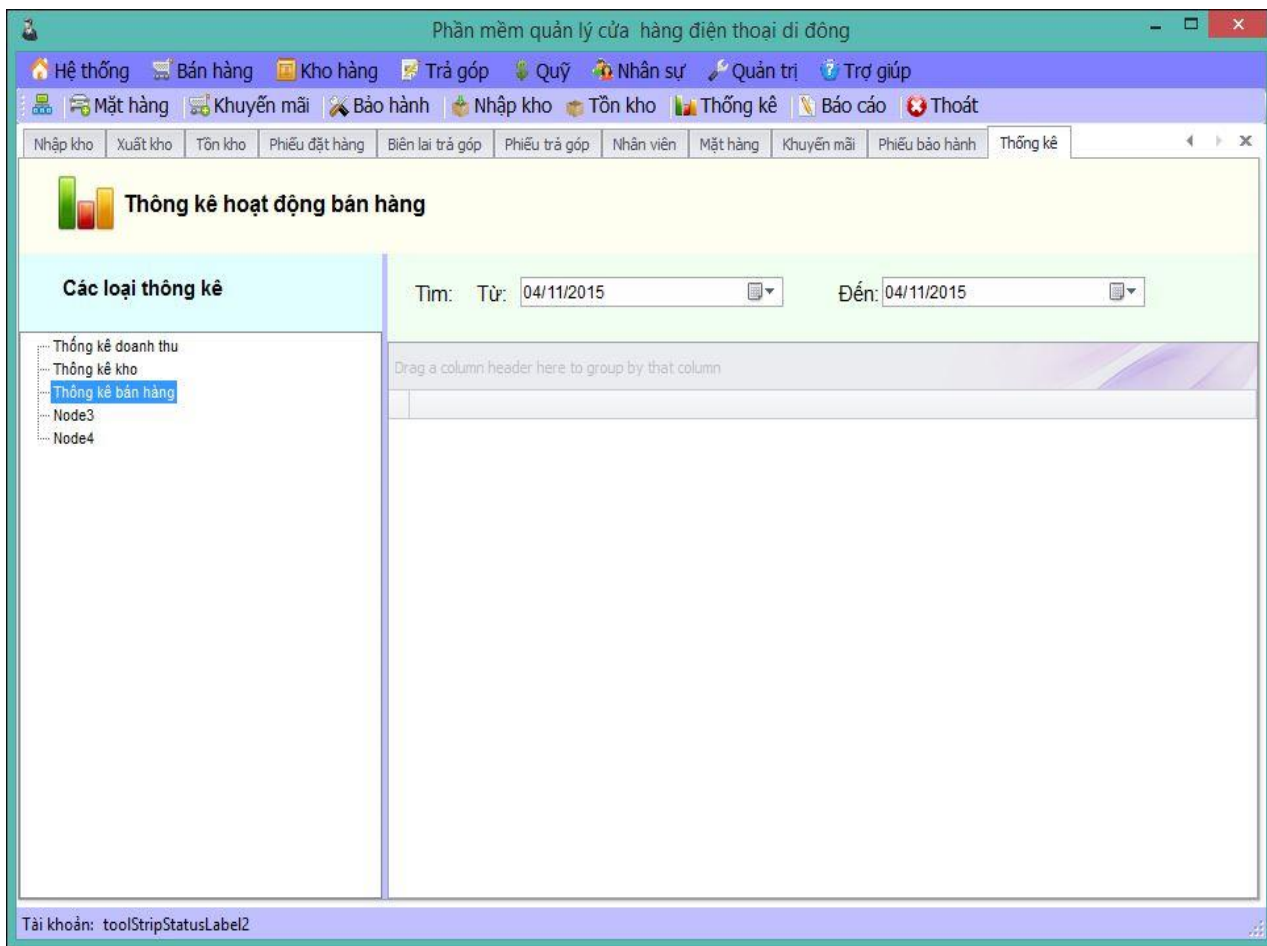 Phần mềm quản lý cửa hàng điện thoại di đông
Hệ thống Bán hàng Kho hàng Trả góp Quỹ Nhân sự Quản trị Trợ giúp
Mặt hàng Khuyến mãi Bảo hành Nhập kho Tồn kho Thống kê Báo cáo Thoát
Nhập kho Xuất kho Tồn kho Phiếu đặt hàng Biên lai trả góp Phiếu trả góp Nhân viên Mặt hàng Khuyến mãi Phiếu bảo hành Thống kê
Thông kê hoạt động bán hàng
Các loại thông kê
Tìm: Từ: 04/11/2015 Đến: 04/11/2015
Thống kê doanh thu
Thông kê kho
Thông kê bán hàng
Node3
Node4
Drag a column header here to group by that column
Tài khoản: toolStripStatusLabel2